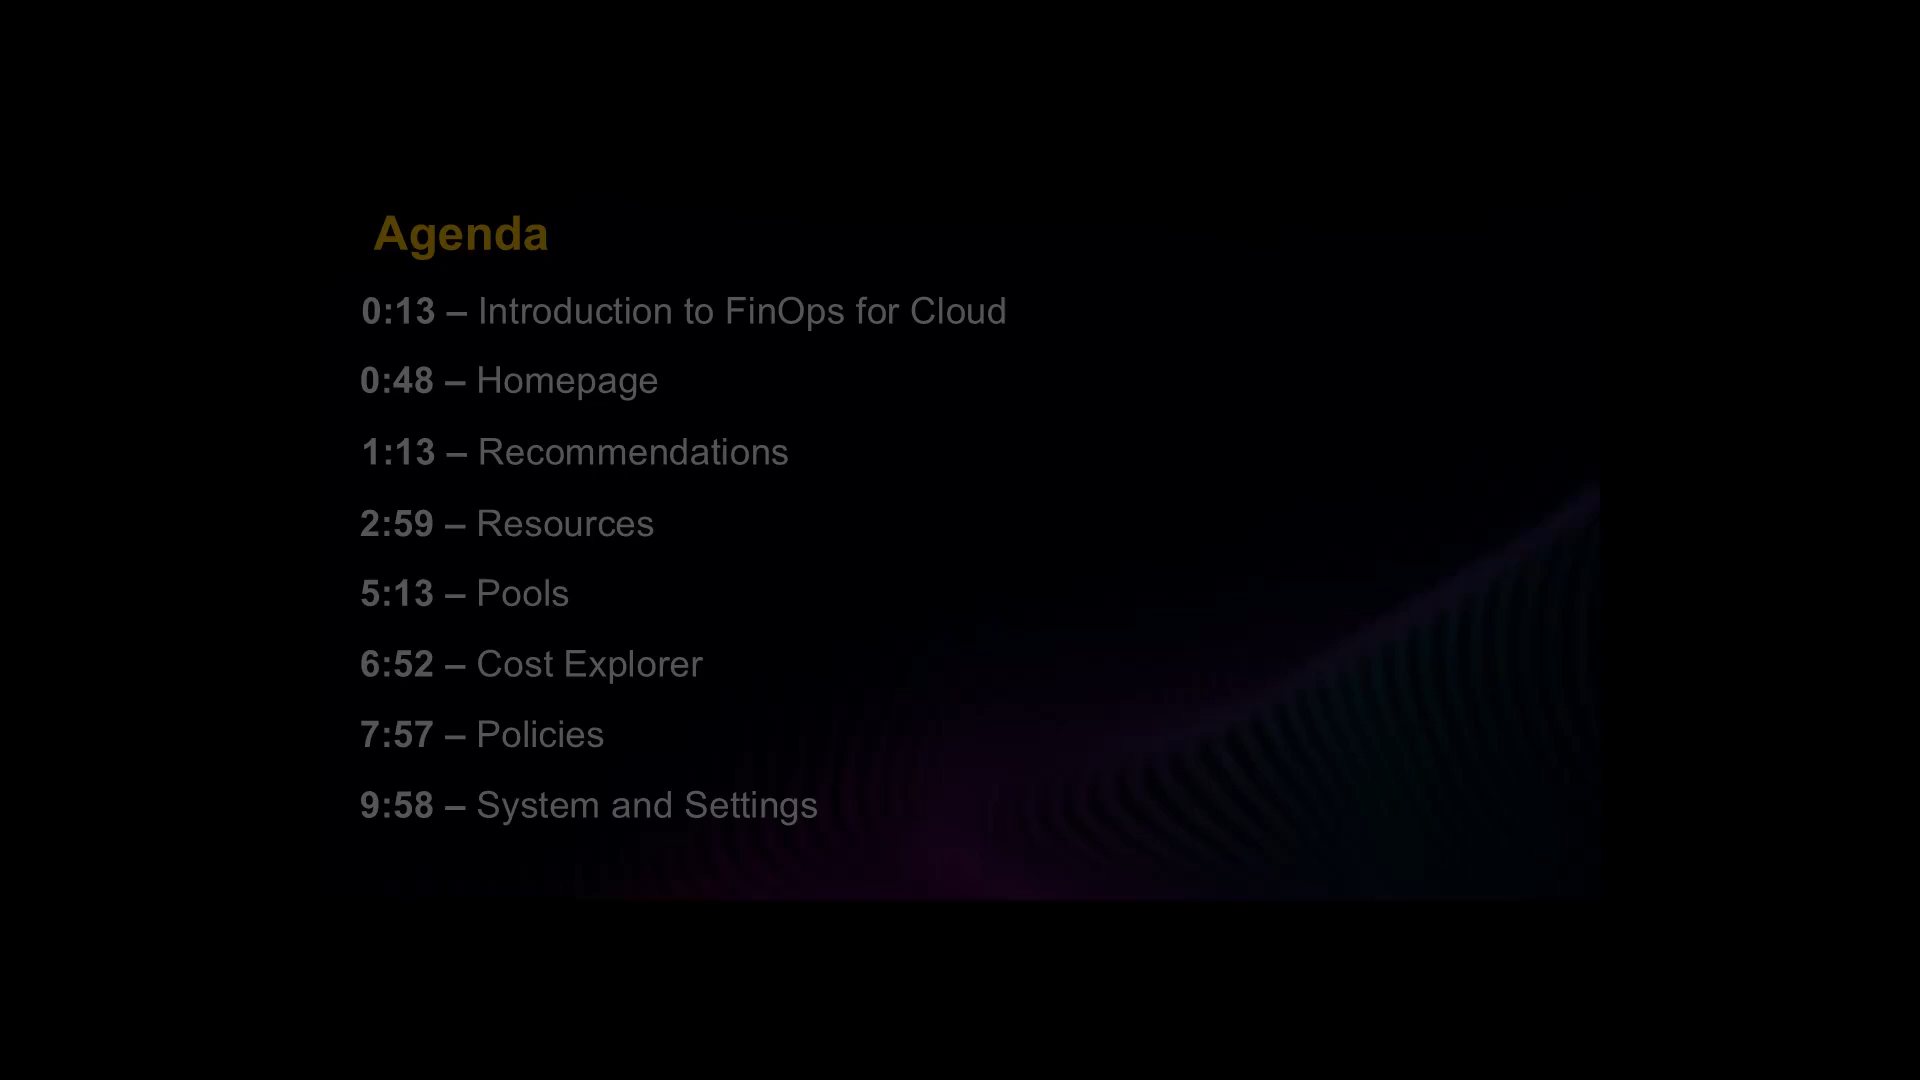 Agenda
0:13 – Introduction to FinOps for Cloud
0:48 – Homepage
1:13 – Recommendations
2:59 – Resources
5:13 – Pools
6:52 – Cost Explorer
7:57 – Policies
9:58 – System and Settings